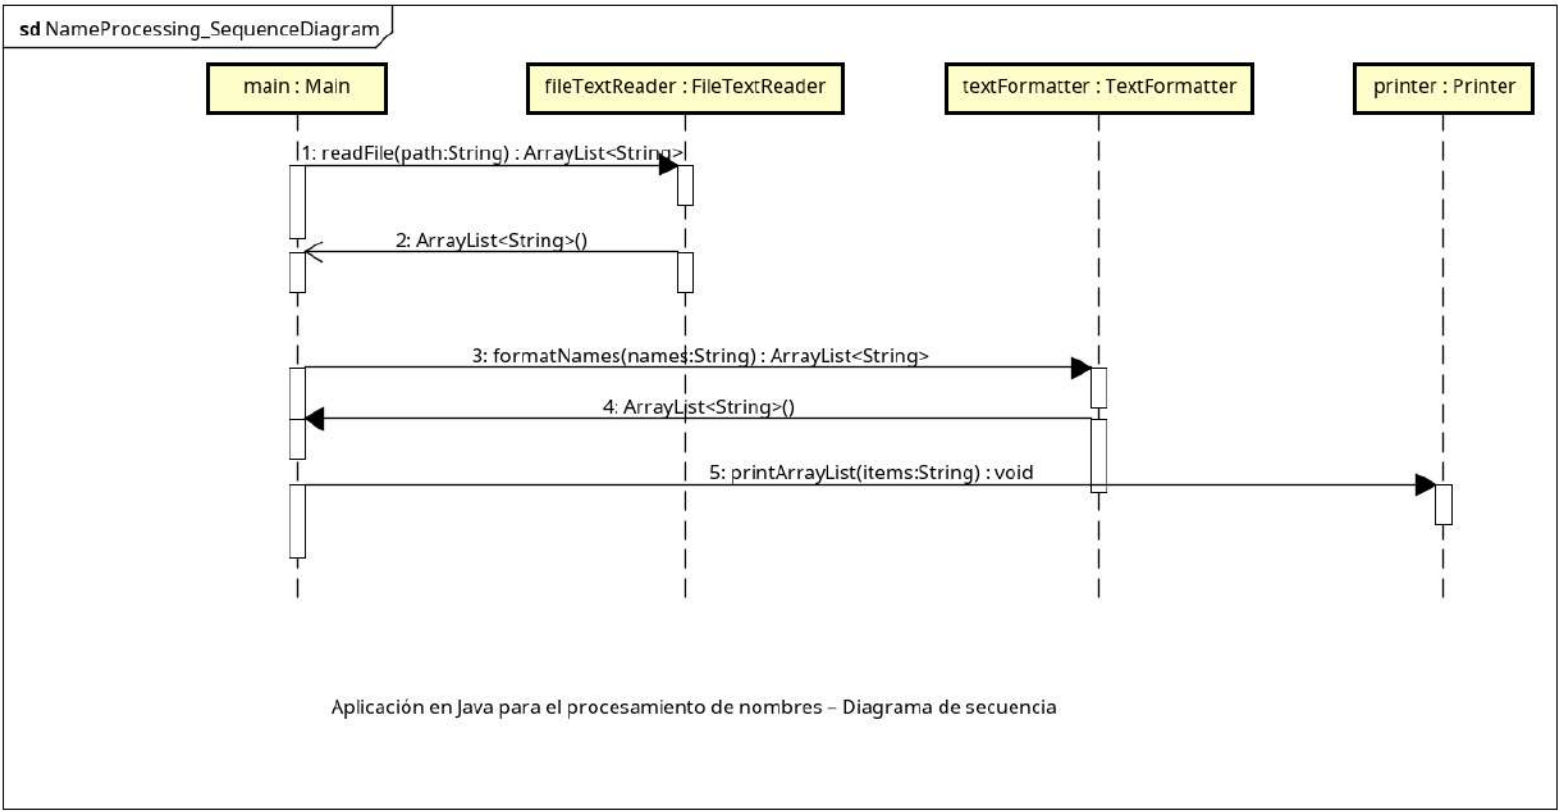 sd NameProcessing_SequenceDiagram
main : Main
fileTextReader : FileTextReader
textFormatter : TextFormatter
printer : Printer
1: readFile(path:String) : ArrayList<String>
2: ArrayList<String>()
3: formatNames(names:String) : ArrayList<String>
4: ArrayList<String>()
5: printArrayList(items:String) : void
Aplicación en Java para el procesamiento de nombres – Diagrama de secuencia